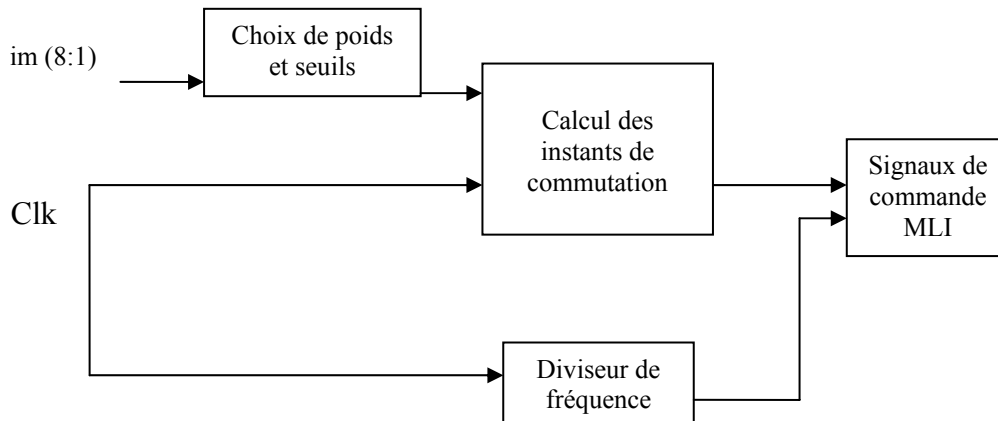 im (8:1)
Choix de poids
et seuils
Calcul des
instants de
commutation
Signaux de
commande
MLI
Clk
Diviseur de
fréquence